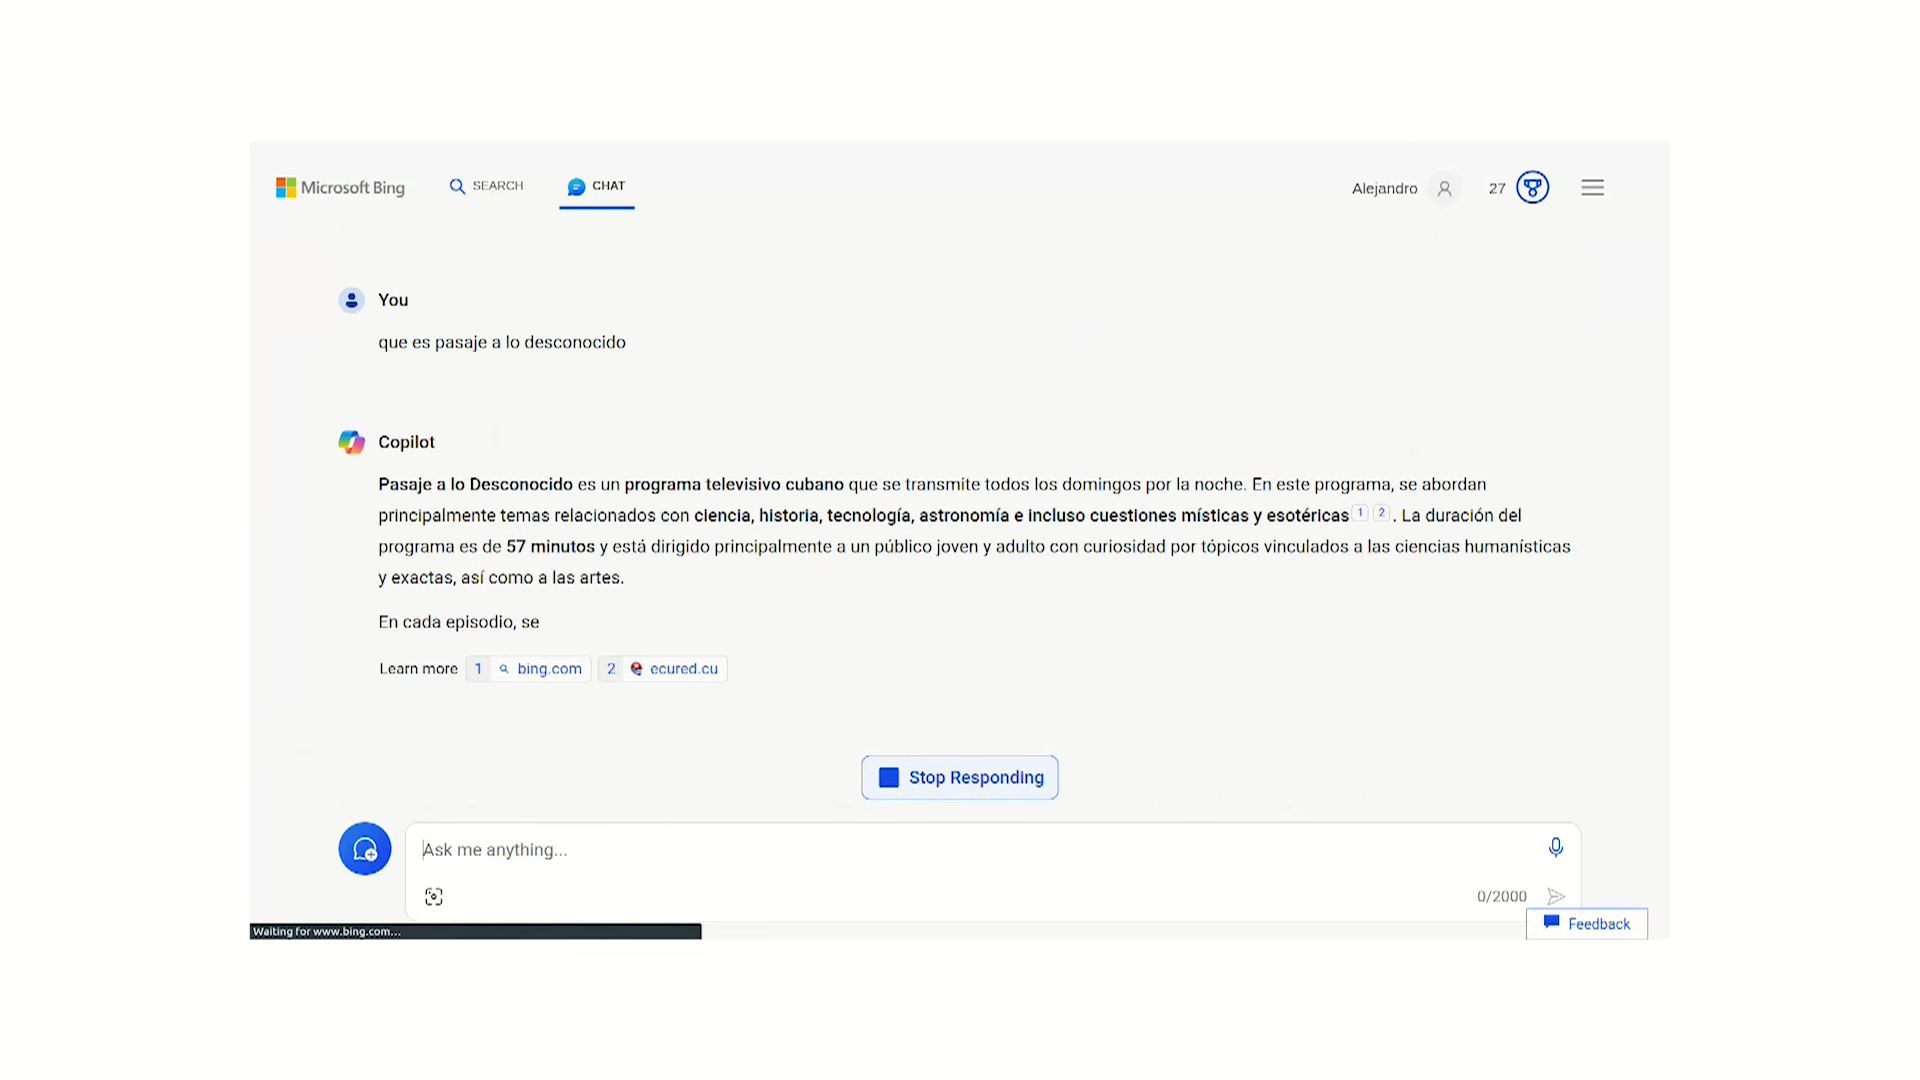 Microsoft Bing SEARCH CHAT Alejandro 27
You
que es pasaje a lo desconocido
Copilot
Pasaje a lo Desconocido es un programa televisivo cubano que se transmite todos los domingos por la noche. En este programa, se abordan
principalmente temas relacionados con ciencia, historia, tecnología, astronomía e incluso cuestiones místicas y esotéricas 1 2 . La duración del
programa es de 57 minutos y está dirigido principalmente a un público joven y adulto con curiosidad por tópicos vinculados a las ciencias humanísticas
y exactas, así como a las artes.
En cada episodio, se
Learn more 1 bing.com 2 ecured.cu
Stop Responding
Ask me anything...
0/2000
Feedback
Waiting for www.bing.com...